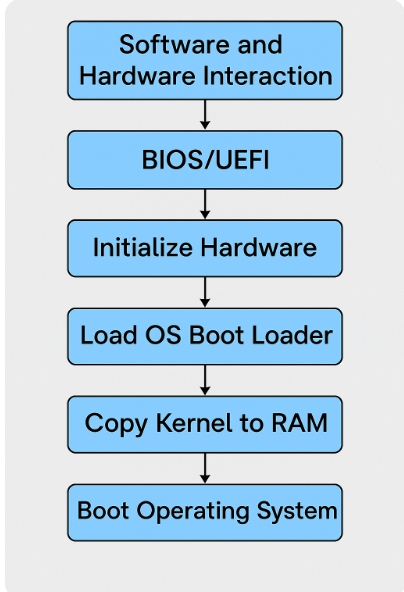 Software and
Hardware Interaction
BIOS/UEFI
Initialize Hardware
Load OS Boot Loader
Copy Kernel to RAM
Boot Operating System